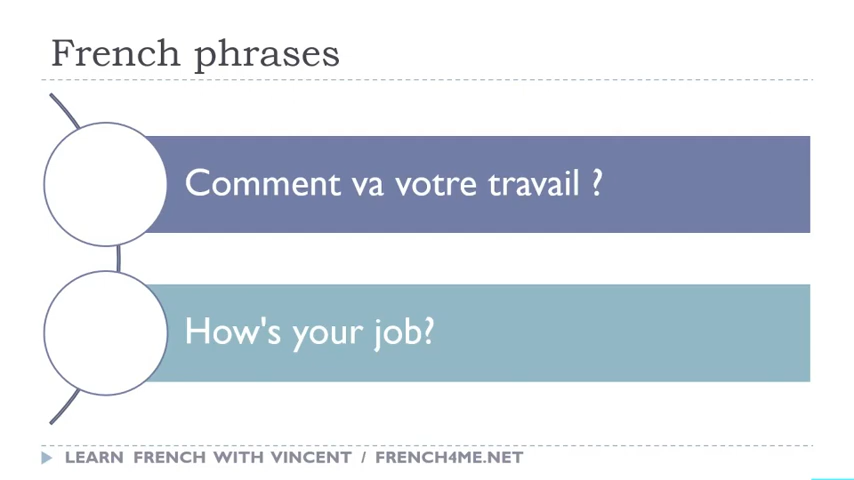 French phrases
Comment va votre travail ?
How's your job?
LEARN FRENCH WITH VINCENT / FRENCH4ME.NET